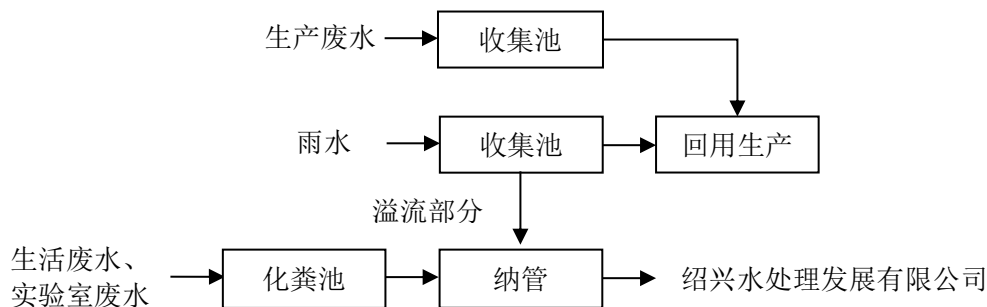 生产废水
收集池
雨水
收集池
回用生产
溢流部分
生活废水、
实验室废水
化粪池
纳管
绍兴水处理发展有限公司